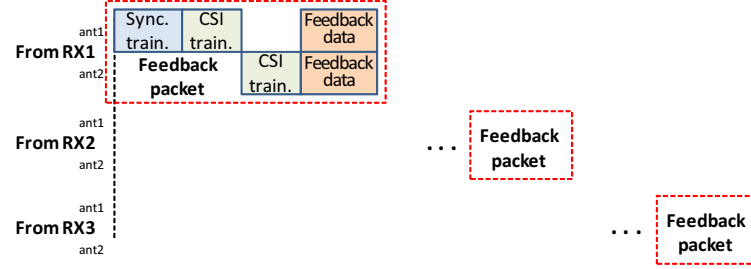 ant1
From RX1
ant2
Sync.
train.
CSI
train.
Feedback
data
Feedback
packet
CSI
train.
Feedback
data
ant1
From RX2
ant2
...
Feedback
packet
ant1
From RX3
ant2
...
Feedback
packet